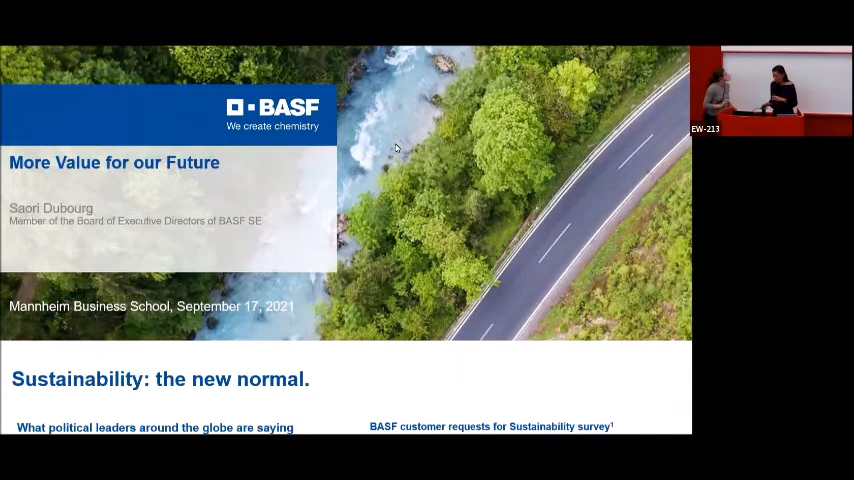 BASF
We create chemistry
More Value for our Future
Saori Dubourg
Member of the Board of Executive Directors of BASF SE
Mannheim Business School, September 17, 2021
Sustainability: the new normal.
What political leaders around the globe are saying
BASF customer requests for Sustainability survey¹
EW-213